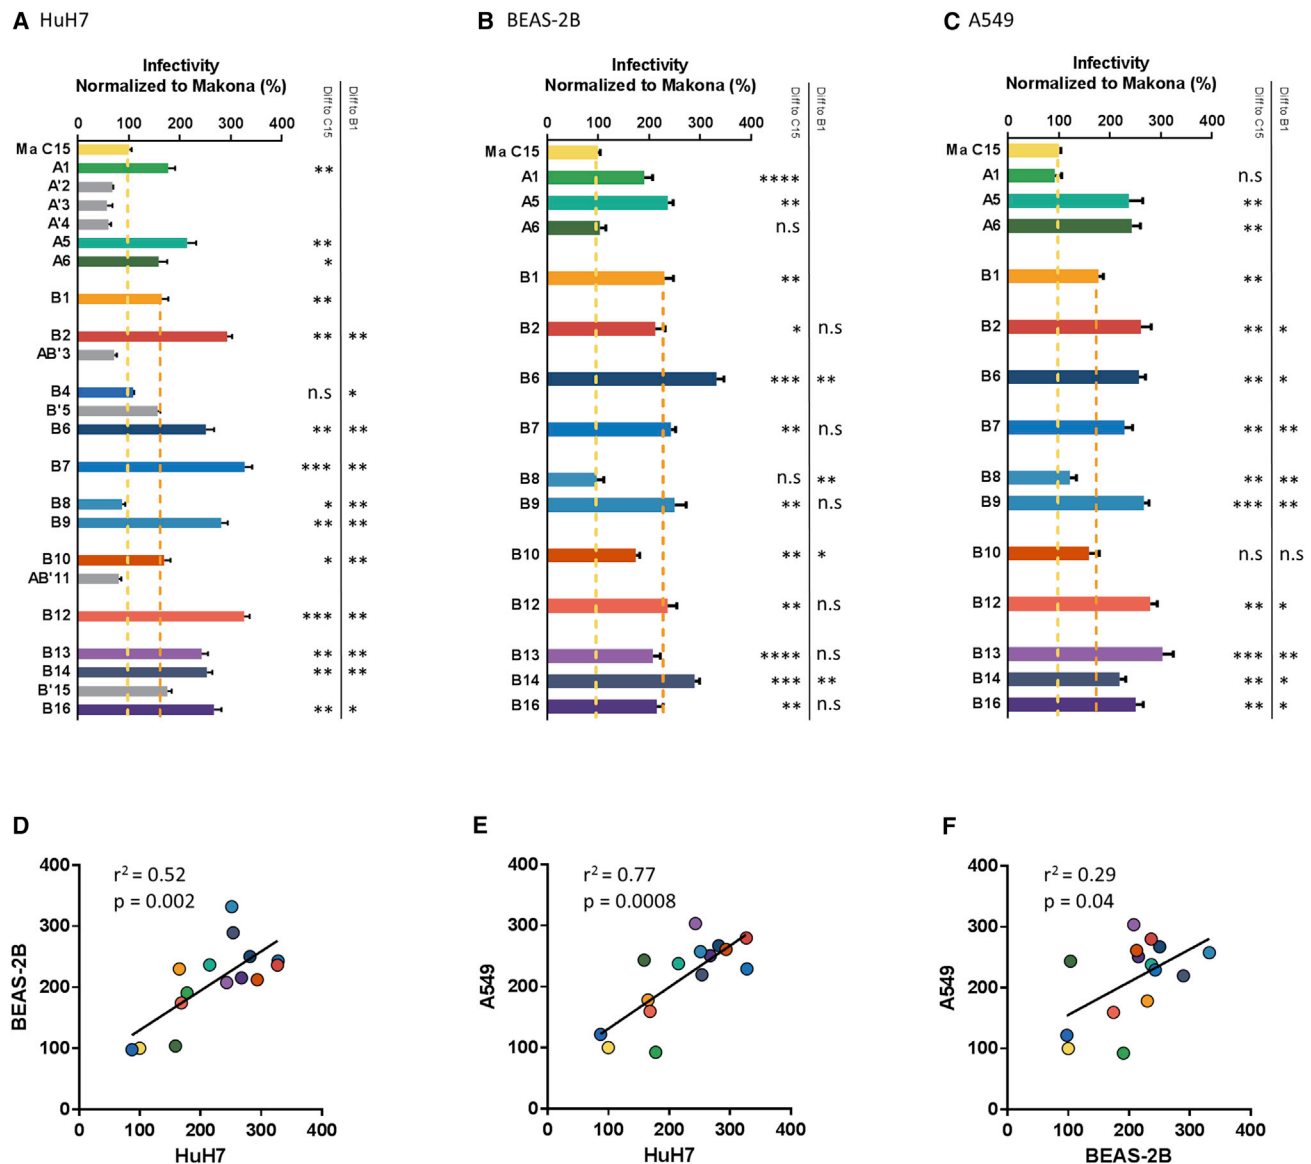 A HuH7
Infectivity
Normalized to Makona (%)
Diff to C15
Diff to B1
0 100 200 300 400
Ma C15
A1 **
A'2
A'3
A'4
A5 **
A6 *
B1 **
B2 ** **
AB'3
B4 n.s *
B'5
B6 ** **
B7 *** **
B8 * **
B9 ** **
B10 * **
AB'11
B12 *** **
B13 ** **
B14 ** **
B'15
B16 ** *
B BEAS-2B
Infectivity
Normalized to Makona (%)
Diff to C15
Diff to B1
0 100 200 300 400
Ma C15
A1 ****
A5 **
A6 n.s
B1 **
B2 * n.s
B6 *** **
B7 ** n.s
B8 n.s **
B9 ** n.s
B10 ** *
B12 ** n.s
B13 **** n.s
B14 *** **
B16 ** n.s
C A549
Infectivity
Normalized to Makona (%)
Diff to C15
Diff to B1
0 100 200 300 400
Ma C15
A1 n.s
A5 **
A6 **
B1 **
B2 ** *
B6 ** *
B7 ** **
B8 ** **
B9 *** **
B10 n.s n.s
B12 ** *
B13 *** **
B14 ** *
B16 ** *
D
r² = 0.52
p = 0.002
400
300
200
100
0
BEAS-2B
0 100 200 300 400
HuH7
E
r² = 0.77
p = 0.0008
400
300
200
100
0
A549
0 100 200 300 400
HuH7
F
r² = 0.29
p = 0.04
400
300
200
100
0
A549
0 100 200 300 400
BEAS-2B